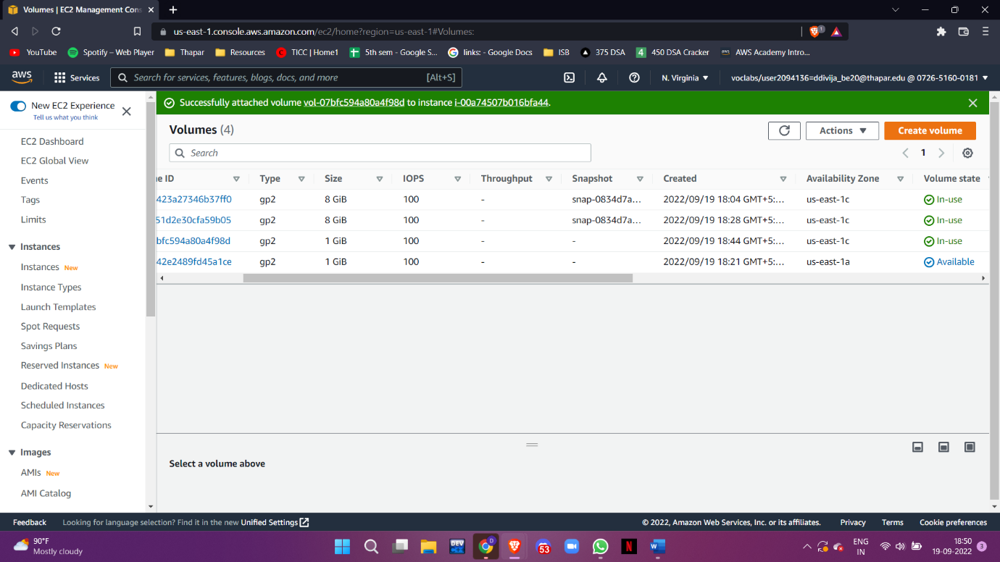 Volumes | EC2 Management Cons
us-east-1.console.aws.amazon.com/ec2/home?region=us-east-1#Volumes:
1
YouTube Spotify – Web Player Thapar Resources TICC | Home1 5th sem - Google S... links: - Google Docs ISB 375 DSA 4 450 DSA Cracker aws AWS Academy Intro...
aws Services Search for services, features, blogs, docs, and more [Alt+S] N. Virginia voclabs/user2094136=ddivija_be20@thapar.edu @ 0726-5160-0181
New EC2 Experience
Tell us what you think
EC2 Dashboard
EC2 Global View
Events
Tags
Limits
Instances
Instances New
Instance Types
Launch Templates
Spot Requests
Savings Plans
Reserved Instances New
Dedicated Hosts
Scheduled Instances
Capacity Reservations
Images
AMIs New
AMI Catalog
Successfully attached volume vol-07bfc594a80a4f98d to instance i-00a74507b016bfa44.
Volumes (4)
Actions
Create volume
Search
1
e ID Type Size IOPS Throughput Snapshot Created Availability Zone Volume state
423a27346b37ff0 gp2 8 GiB 100 - snap-0834d7a... 2022/09/19 18:04 GMT+5:... us-east-1c In-use
51d2e30cfa59b05 gp2 8 GiB 100 - snap-0834d7a... 2022/09/19 18:28 GMT+5:... us-east-1c In-use
bfc594a80a4f98d gp2 1 GiB 100 - - 2022/09/19 18:44 GMT+5:... us-east-1c In-use
42e2489fd45a1ce gp2 1 GiB 100 - - 2022/09/19 18:21 GMT+5:... us-east-1a Available
Select a volume above
Feedback Looking for language selection? Find it in the new Unified Settings © 2022, Amazon Web Services, Inc. or its affiliates. Privacy Terms Cookie preferences
90°F
Mostly cloudy
DEV
D
53
N
W
ENG
IN
18:50
19-09-2022
3